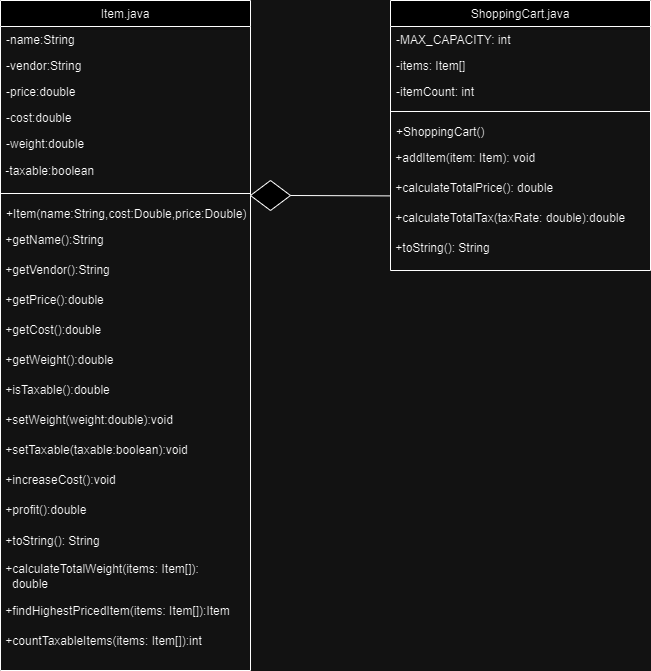 Item.java
-name:String
-vendor:String
-price:double
-cost:double
-weight:double
-taxable:boolean
+Item(name:String,cost:Double,price:Double)
+getName():String
+getVendor():String
+getPrice():double
+getCost():double
+getWeight():double
+isTaxable():double
+setWeight(weight:double):void
+setTaxable(taxable:boolean):void
+increaseCost():void
+profit():double
+toString(): String
+calculateTotalWeight(items: Item[]):
double
+findHighestPricedItem(items: Item[]):Item
+countTaxableItems(items: Item[]):int
ShoppingCart.java
-MAX_CAPACITY: int
-items: Item[]
-itemCount: int
+ShoppingCart()
+addItem(item: Item): void
+calculateTotalPrice(): double
+calculateTotalTax(taxRate: double):double
+toString(): String